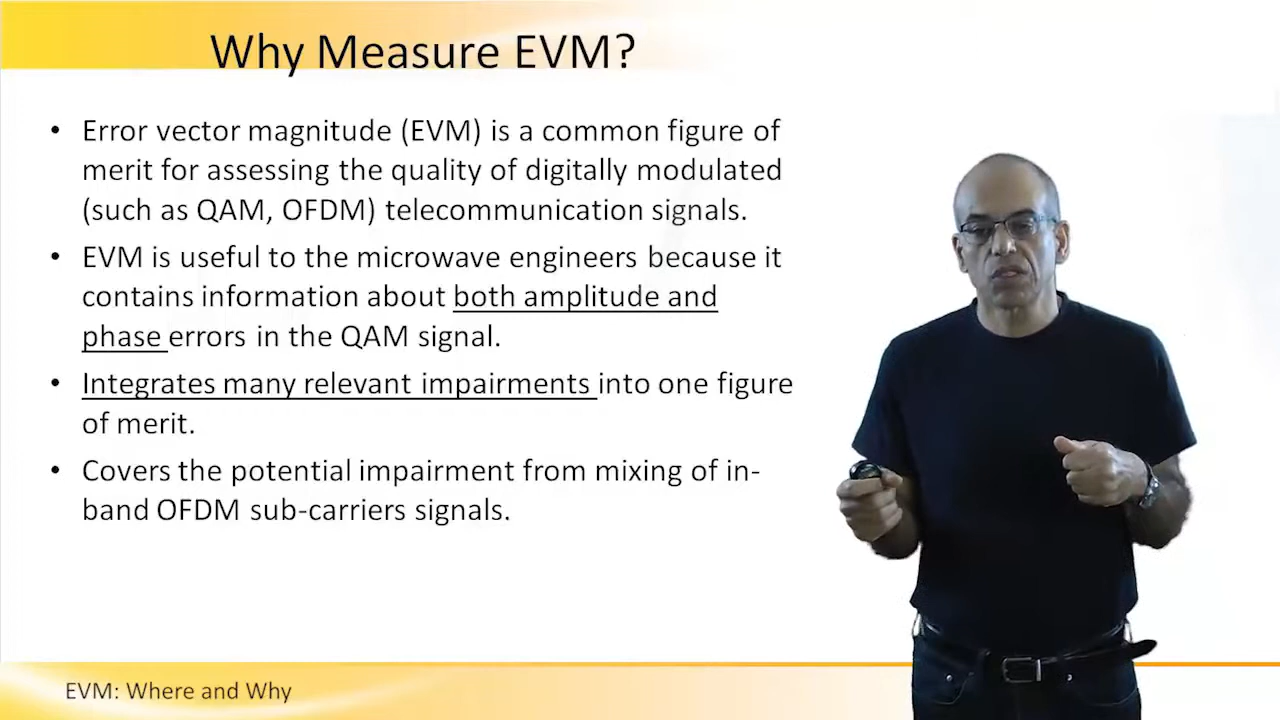 Why Measure EVM?
• Error vector magnitude (EVM) is a common figure of
merit for assessing the quality of digitally modulated
(such as QAM, OFDM) telecommunication signals.
• EVM is useful to the microwave engineers because it
contains information about both amplitude and
phase errors in the QAM signal.
• Integrates many relevant impairments into one figure
of merit.
• Covers the potential impairment from mixing of in-
band OFDM sub-carriers signals.
EVM: Where and Why